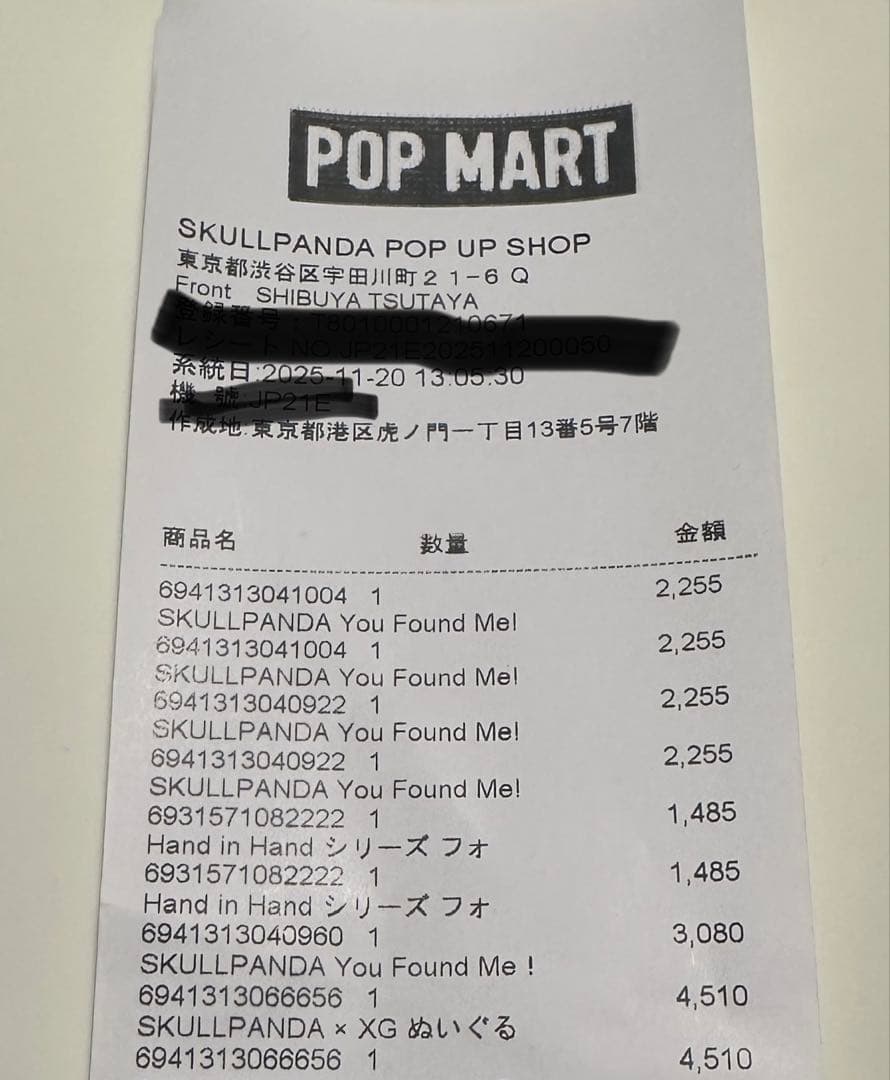 POP MART
SKULLPANDA POP UP SHOP
東京都渋谷区宇田川町２１-６ Ｑ
Front　SHIBUYA TSUTAYA
系統日:2025-11-20 13:05:30
作成地:東京都港区虎ノ門一丁目13番5号7階
商品名 数量 金額
6941313041004 1 2,255
SKULLPANDA You Found Me!
6941313041004 1 2,255
SKULLPANDA You Found Me!
6941313040922 1 2,255
SKULLPANDA You Found Me!
6941313040922 1 2,255
SKULLPANDA You Found Me!
6931571082222 1 1,485
Hand in Hand シリーズ フォ
6931571082222 1 1,485
Hand in Hand シリーズ フォ
6941313040960 1 3,080
SKULLPANDA You Found Me！
6941313066656 1 4,510
SKULLPANDA × XG ぬいぐる
6941313066656 1 4,510